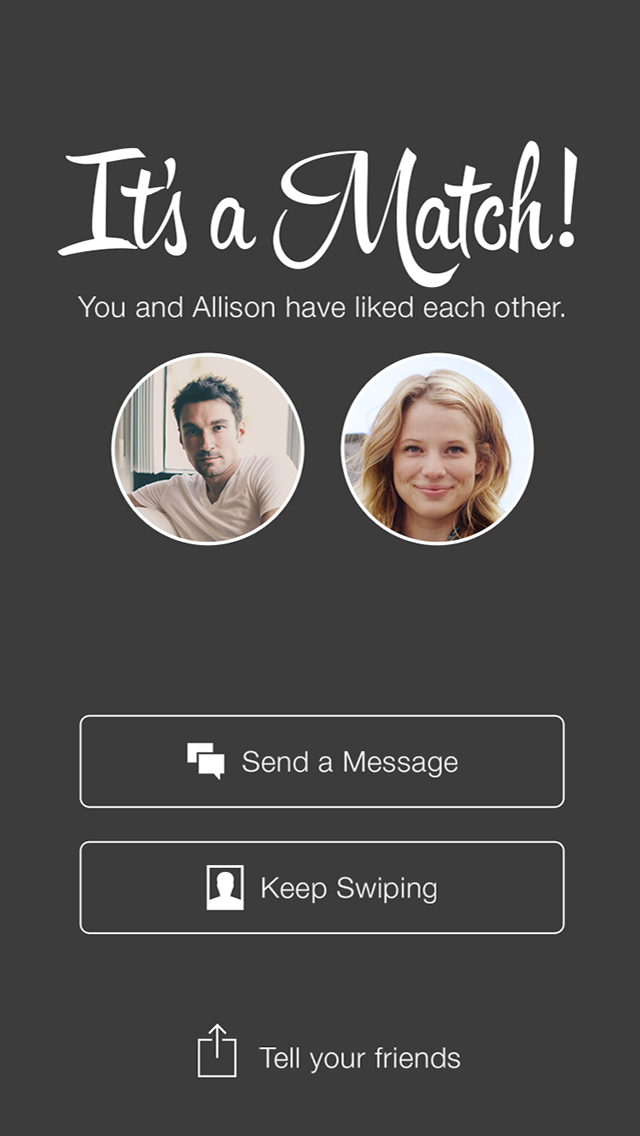 It's a Match!
You and Allison have liked each other.
Send a Message
Keep Swiping
Tell your friends